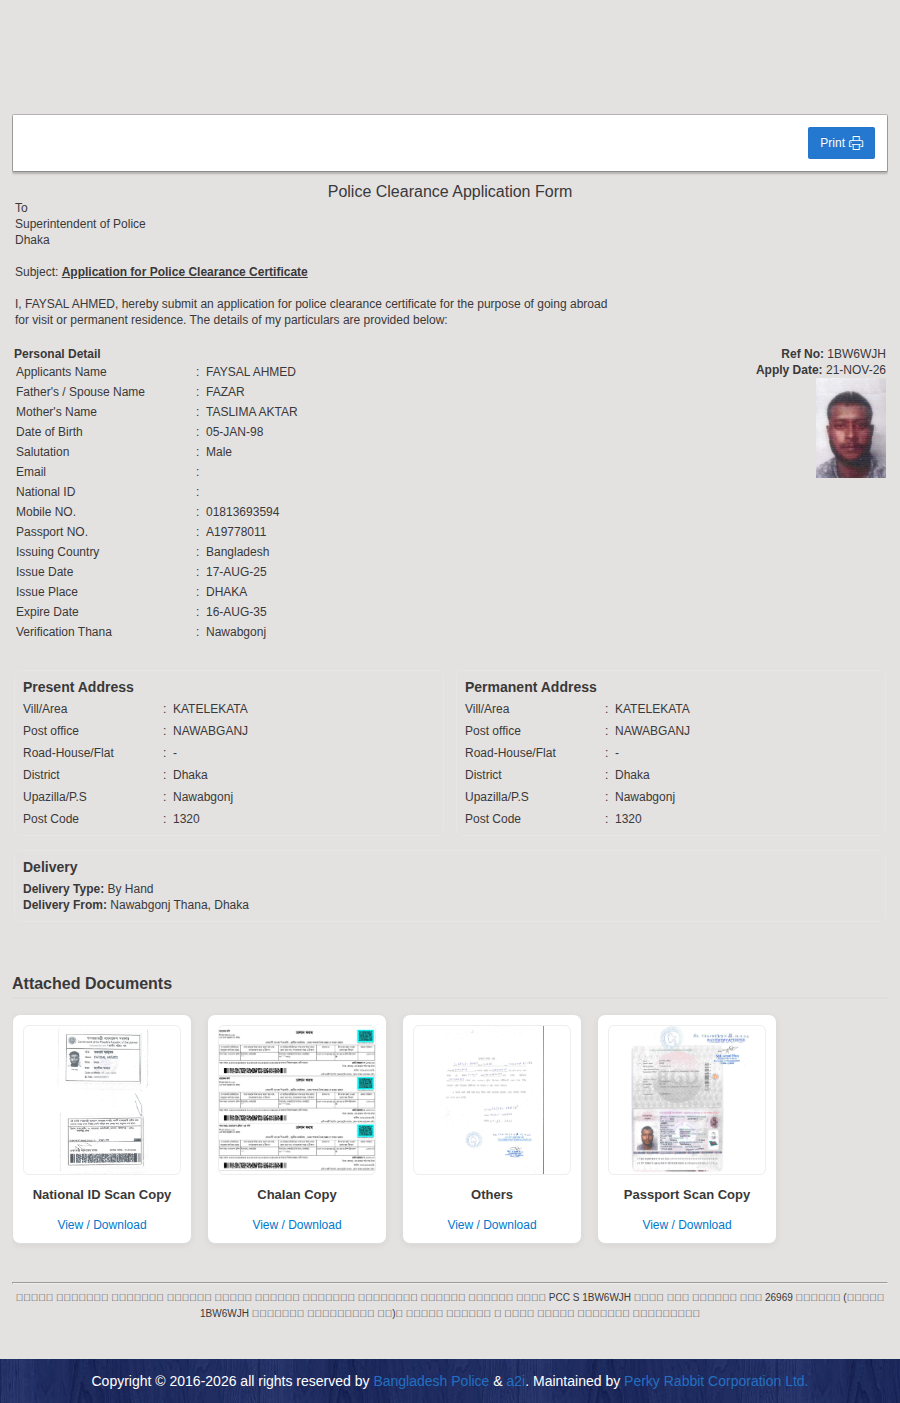 Print
Police Clearance Application Form
To
Superintendent of Police
Dhaka
Subject: Application for Police Clearance Certificate
I, FAYSAL AHMED, hereby submit an application for police clearance certificate for the purpose of going abroad
for visit or permanent residence. The details of my particulars are provided below:
Personal Detail
Ref No: 1BW6WJH
Apply Date: 21-NOV-26
Applicants Name : FAYSAL AHMED
Father's / Spouse Name : FAZAR
Mother's Name : TASLIMA AKTAR
Date of Birth : 05-JAN-98
Salutation : Male
Email :
National ID :
Mobile NO. : 01813693594
Passport NO. : A19778011
Issuing Country : Bangladesh
Issue Date : 17-AUG-25
Issue Place : DHAKA
Expire Date : 16-AUG-35
Verification Thana : Nawabgonj
Present Address
Vill/Area : KATELEKATA
Post office : NAWABGANJ
Road-House/Flat : -
District : Dhaka
Upazilla/P.S : Nawabgonj
Post Code : 1320
Permanent Address
Vill/Area : KATELEKATA
Post office : NAWABGANJ
Road-House/Flat : -
District : Dhaka
Upazilla/P.S : Nawabgonj
Post Code : 1320
Delivery
Delivery Type: By Hand
Delivery From: Nawabgonj Thana, Dhaka
Attached Documents
National ID Scan Copy
View / Download
Chalan Copy
View / Download
Others
View / Download
Passport Scan Copy
View / Download
PCC S 1BW6WJH 26969 (
1BW6WJH )
Copyright © 2016-2026 all rights reserved by Bangladesh Police & a2i. Maintained by Perky Rabbit Corporation Ltd.